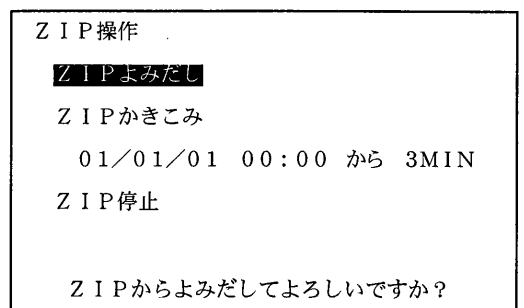 ＺＩＰ操作
ＺＩＰよみだし
ＺＩＰかきこみ
０１／０１／０１　００：００ から 3MIN
ＺＩＰ停止
ＺＩＰからよみだしてよろしいですか？